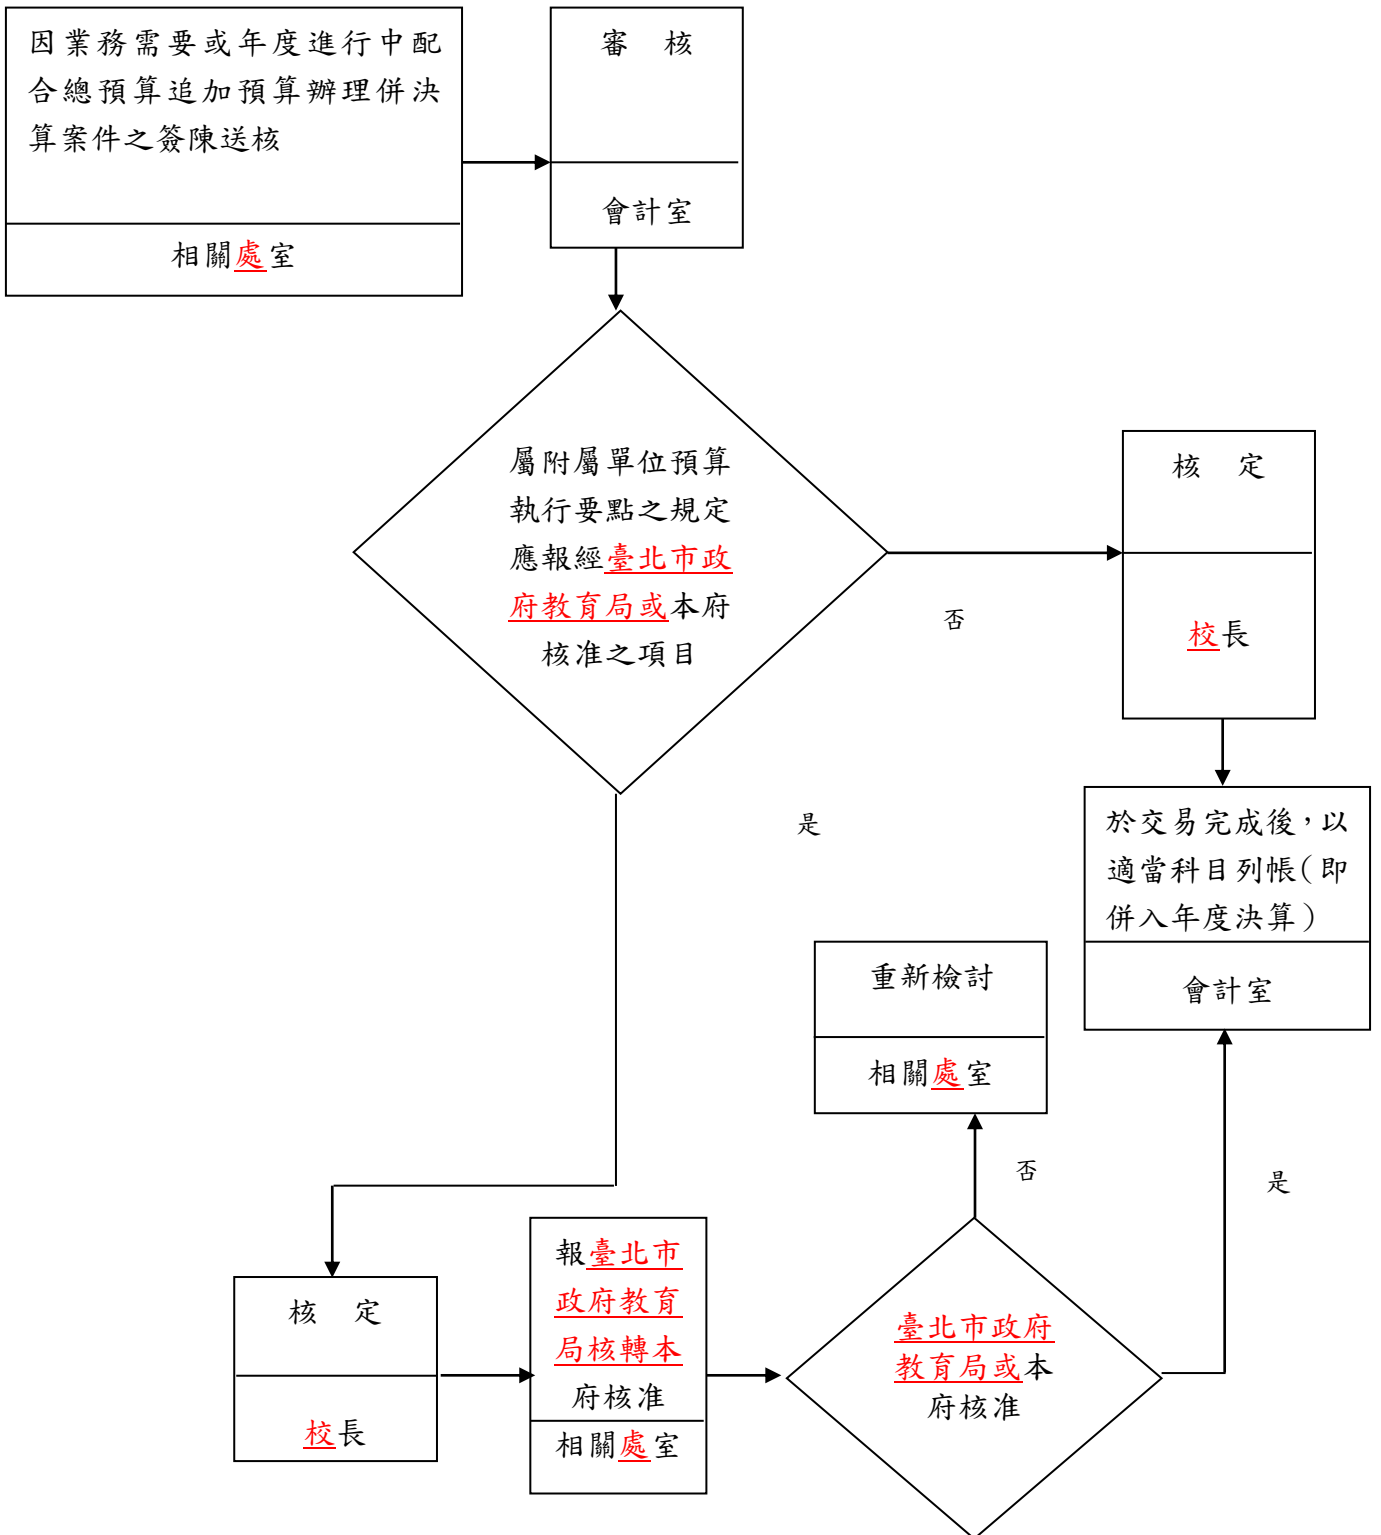 因業務需要或年度進行中配
合總預算追加預算辦理併決
算案件之簽陳送核
相關處室
審 核
會計室
屬附屬單位預算
執行要點之規定
應報經臺北市政
府教育局或本府
核准之項目
否
核 定
校長
是
於交易完成後，以
適當科目列帳（即
併入年度決算）
會計室
重新檢討
相關處室
否
是
核 定
校長
報臺北市
政府教育
局核轉本
府核准
相關處室
臺北市政府
教育局或本
府核准